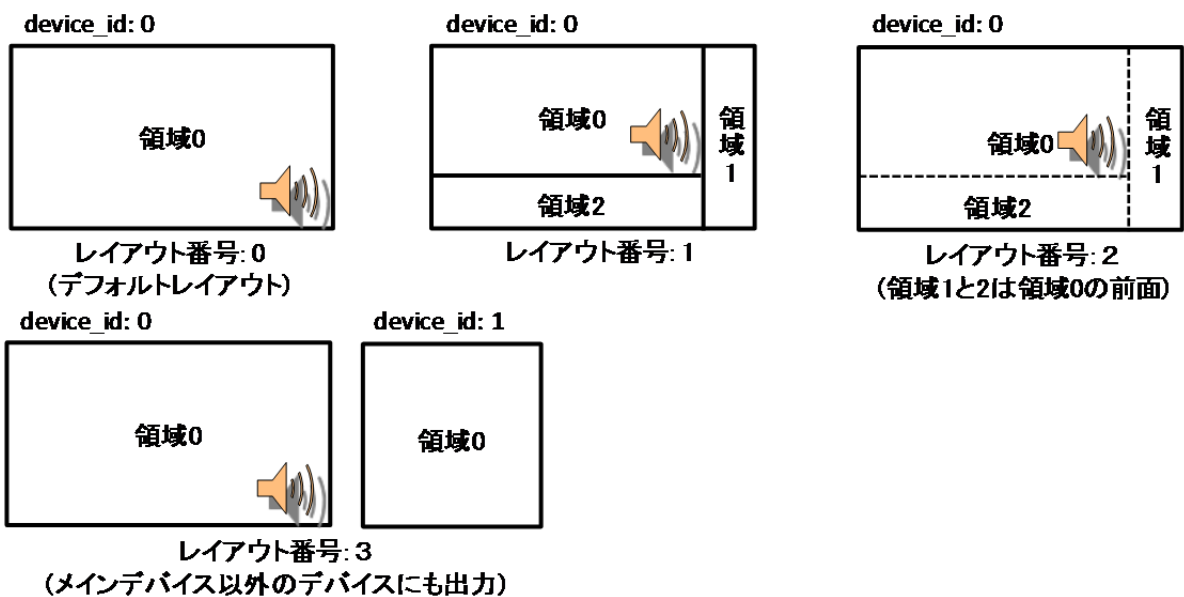 device_id: 0
領域0
レイアウト番号: 0
(デフォルトレイアウト)
device_id: 0
領域0
領域1
領域2
レイアウト番号: 1
device_id: 0
領域0
領域1
領域2
レイアウト番号: 2
(領域1と2は領域0の前面)
device_id: 0
領域0
device_id: 1
領域0
レイアウト番号: 3
(メインデバイス以外のデバイスにも出力)